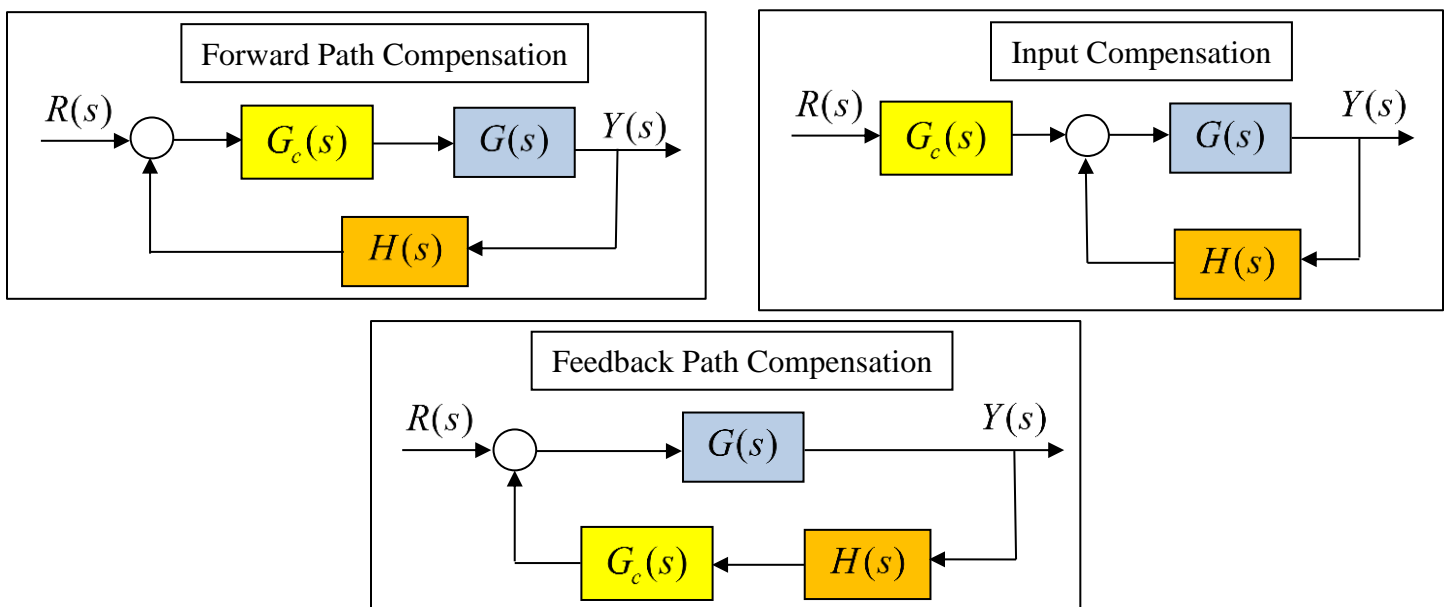 Forward Path Compensation
R(s)
G_c(s)
G(s)
Y(s)
H(s)
Input Compensation
R(s)
G_c(s)
G(s)
Y(s)
H(s)
Feedback Path Compensation
R(s)
G(s)
Y(s)
G_c(s)
H(s)